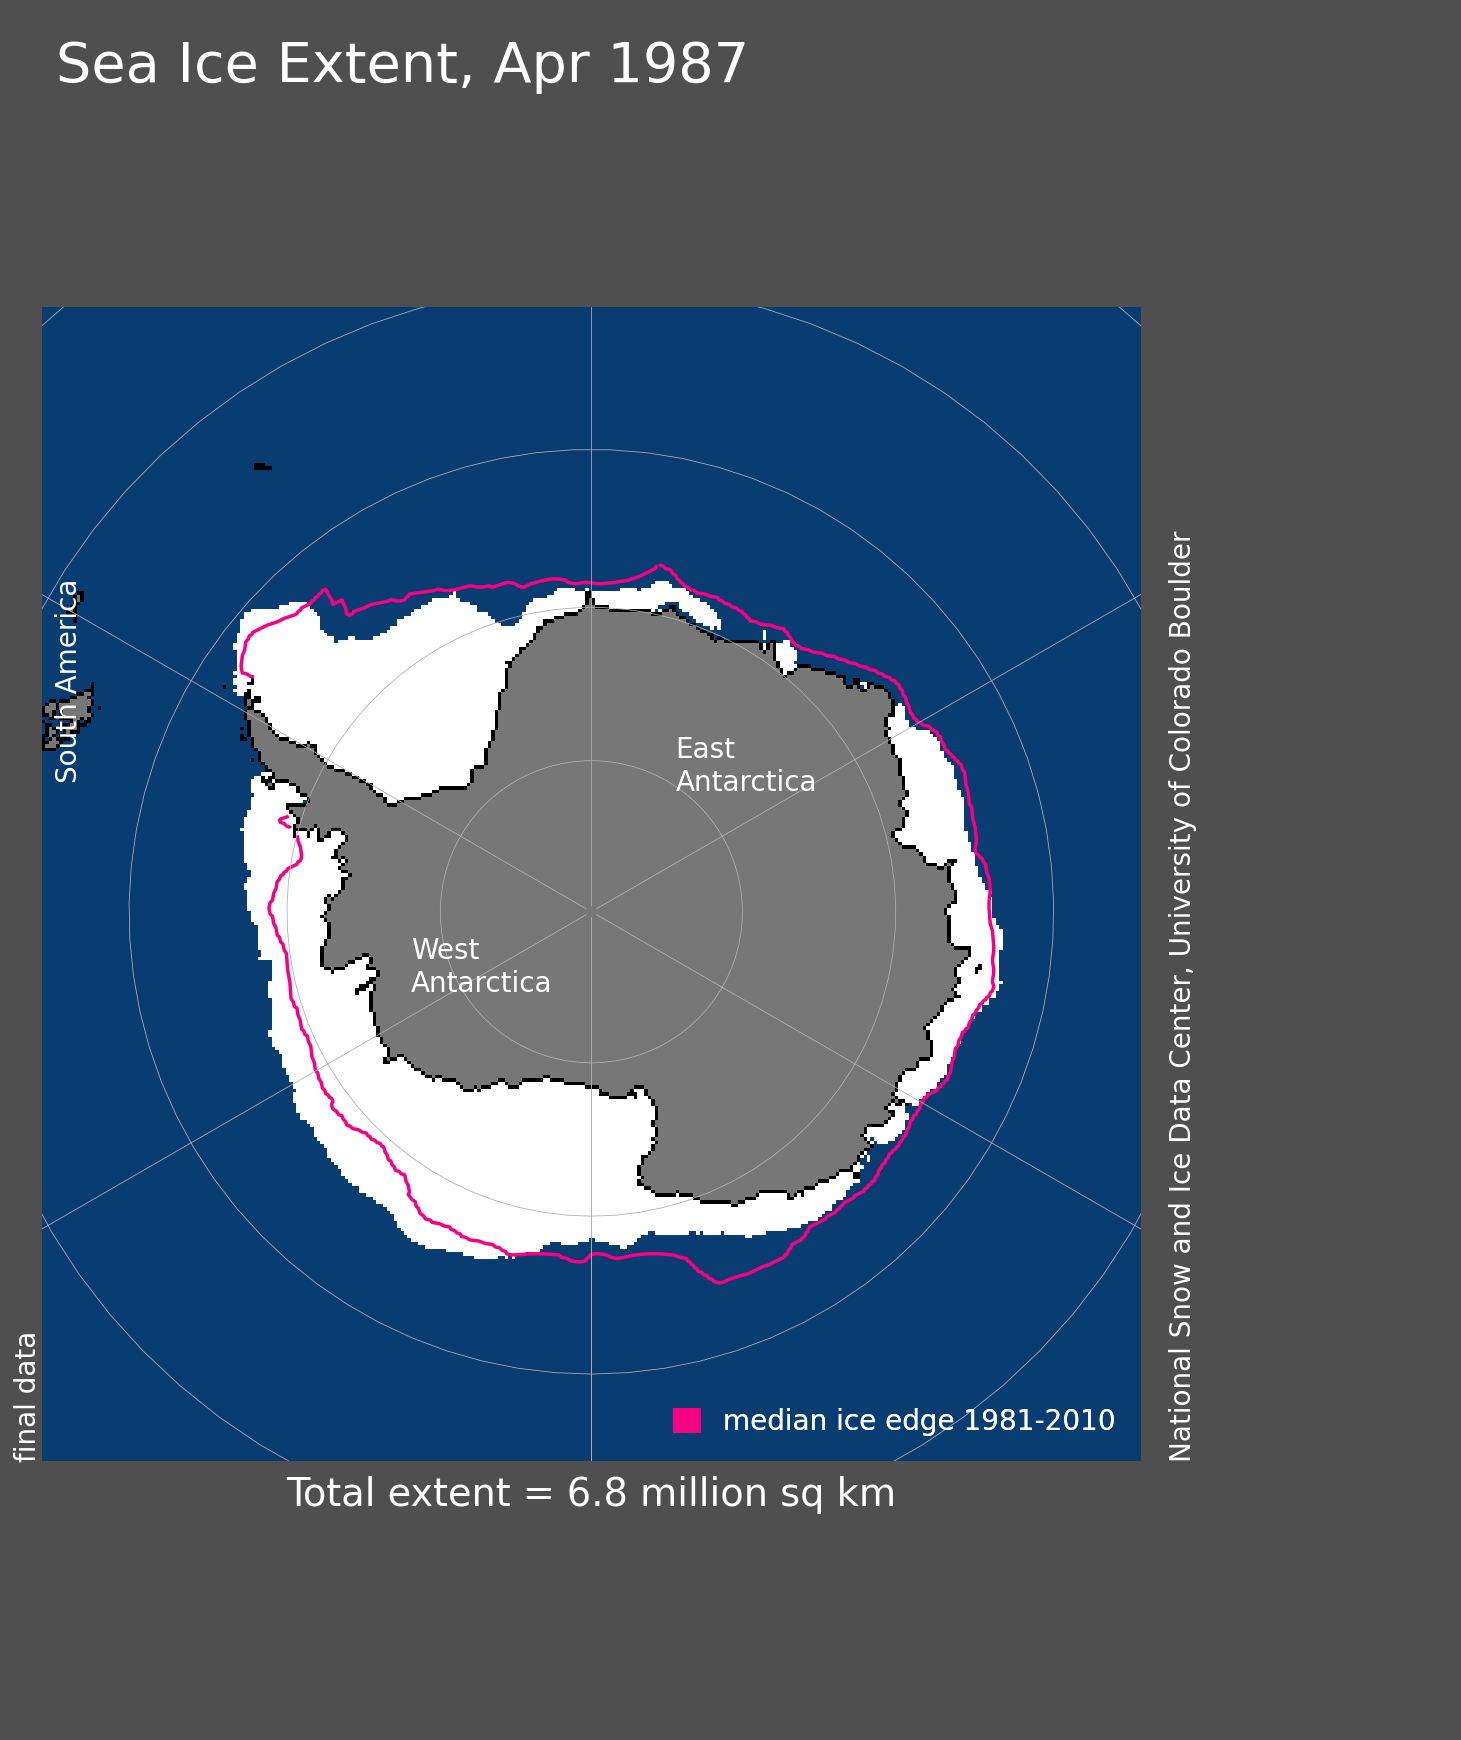 Sea Ice Extent, Apr 1987
South America
East
Antarctica
West
Antarctica
median ice edge 1981-2010
Total extent = 6.8 million sq km
final data
National Snow and Ice Data Center, University of Colorado Boulder